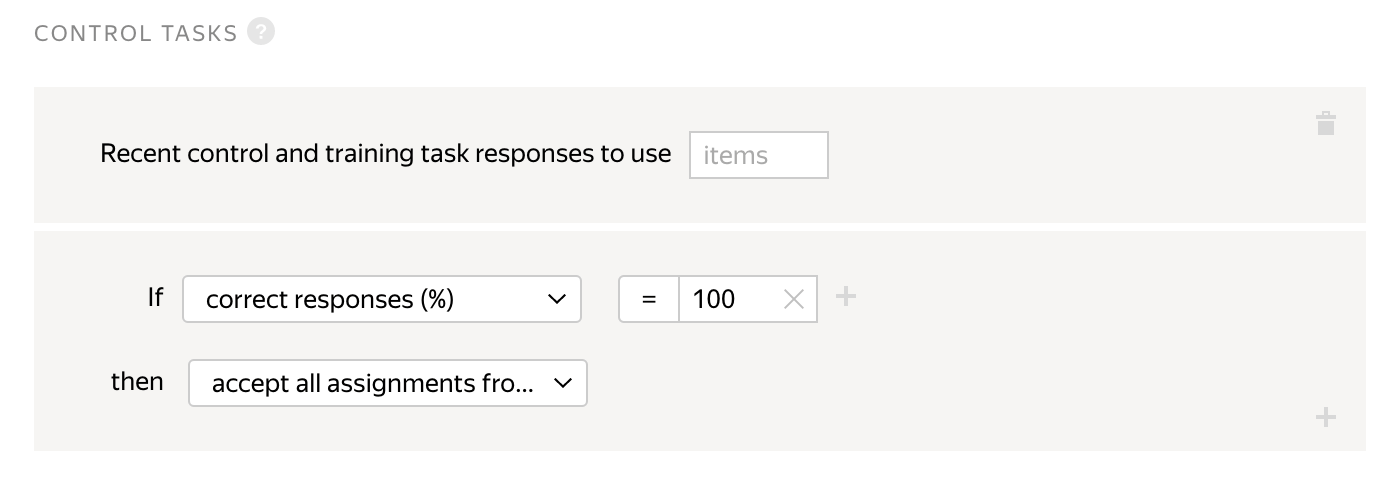 CONTROL TASKS ?
Recent control and training task responses to use items
If correct responses (%) = 100
then accept all assignments fro...